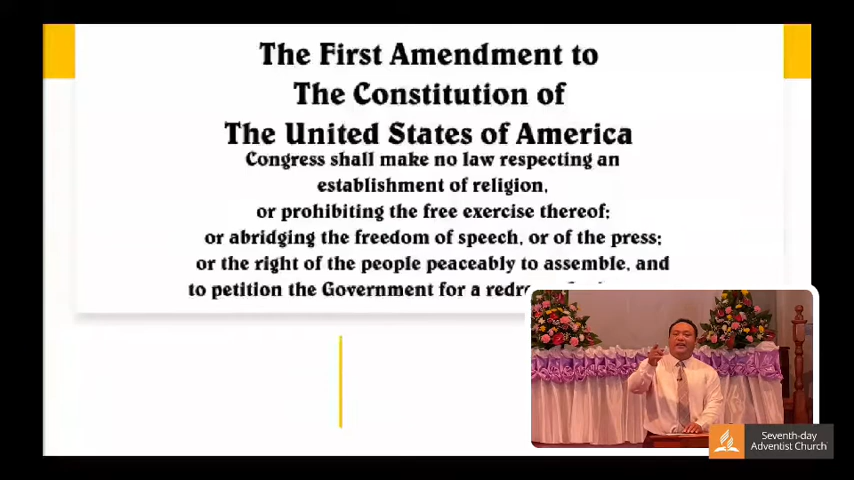 The First Amendment to
The Constitution of
The United States of America
Congress shall make no law respecting an
establishment of religion,
or prohibiting the free exercise thereof;
or abridging the freedom of speech, or of the press;
or the right of the people peaceably to assemble, and
to petition the Government for a
Seventh-day
Adventist Church